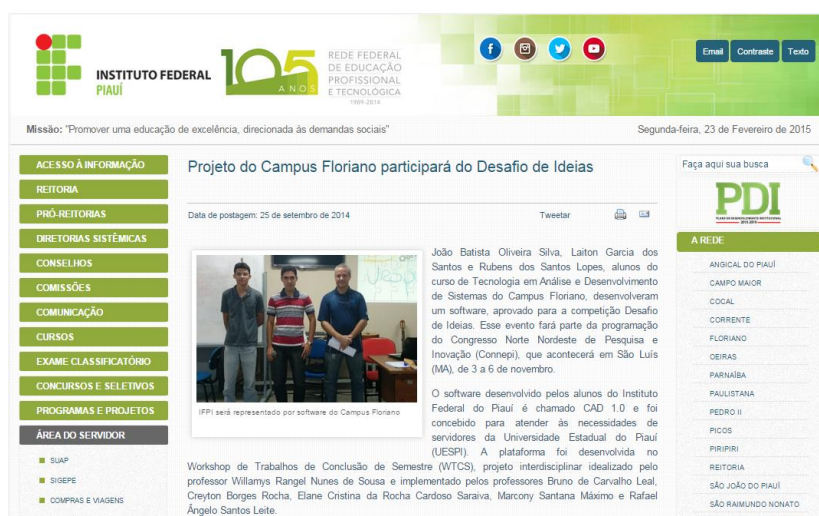 INSTITUTO FEDERAL
PIAUÍ
105
ANOS
REDE FEDERAL
DE EDUCAÇÃO
PROFISSIONAL
E TECNOLÓGICA
1909-2014
Email Contraste Texto
Missão: "Promover uma educação de excelência, direcionada às demandas sociais"
Segunda-feira, 23 de Fevereiro de 2015
ACESSO À INFORMAÇÃO
REITORIA
PRÓ-REITORIAS
DIRETORIAS SISTÊMICAS
CONSELHOS
COMISSÕES
COMUNICAÇÃO
CURSOS
EXAME CLASSIFICATÓRIO
CONCURSOS E SELETIVOS
PROGRAMAS E PROJETOS
ÁREA DO SERVIDOR
SUAP
SIGEPE
COMPRAS E VIAGENS
Projeto do Campus Floriano participará do Desafio de Ideias
Data de postagem: 25 de setembro de 2014
Tweetar
IFPI será representado por software do Campus Floriano
João Batista Oliveira Silva, Laiton Garcia dos
Santos e Rubens dos Santos Lopes, alunos do
curso de Tecnologia em Análise e Desenvolvimento
de Sistemas do Campus Floriano, desenvolveram
um software, aprovado para a competição Desafio
de Ideias. Esse evento fará parte da programação
do Congresso Norte Nordeste de Pesquisa e
Inovação (Connepi), que acontecerá em São Luís
(MA), de 3 a 6 de novembro.
O software desenvolvido pelos alunos do Instituto
Federal do Piauí é chamado CAD 1.0 e foi
concebido para atender às necessidades de
servidores da Universidade Estadual do Piauí
(UESPI). A plataforma foi desenvolvida no
Workshop de Trabalhos de Conclusão de Semestre (WTCS), projeto interdisciplinar idealizado pelo
professor Willamys Rangel Nunes de Sousa e implementado pelos professores Bruno de Carvalho Leal,
Creyton Borges Rocha, Elane Cristina da Rocha Cardoso Saraiva, Marcony Santana Máximo e Rafael
Ângelo Santos Leite.
Faça aqui sua busca
PDI
PLANO DE DESENVOLVIMENTO INSTITUCIONAL
A REDE
ANGICAL DO PIAUÍ
CAMPO MAIOR
COCAL
CORRENTE
FLORIANO
OEIRAS
PARNAÍBA
PAULISTANA
PEDRO II
PICOS
PIRIPIRI
REITORIA
SÃO JOÃO DO PIAUÍ
SÃO RAIMUNDO NONATO